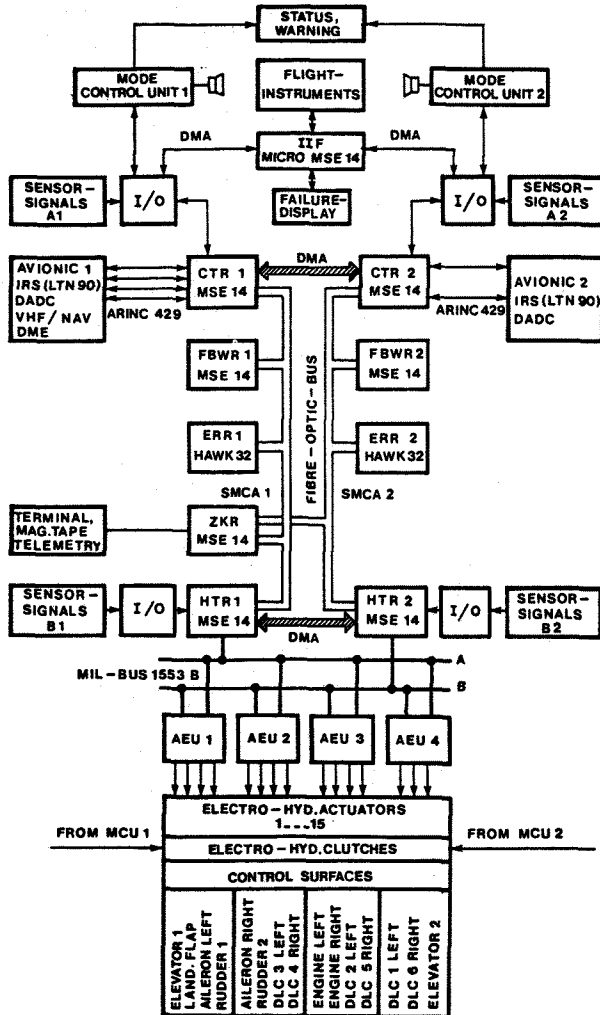 STATUS,
WARNING
MODE
CONTROL UNIT 1
FLIGHT-
INSTRUMENTS
MODE
CONTROL UNIT 2
DMA
IIF
MICRO MSE 14
DMA
SENSOR-
SIGNALS
A1
I/O
FAILURE-
DISPLAY
I/O
SENSOR-
SIGNALS
A2
AVIONIC 1
IRS (LTN 90)
DADC
VHF/ NAV
DME
ARINC 429
CTR 1
MSE 14
DMA
CTR 2
MSE 14
ARINC 429
AVIONIC 2
IRS (LTN 90)
DADC
FBWR 1
MSE 14
FIBRE-OPTIC-BUS
FBWR 2
MSE 14
ERR 1
HAWK 32
ERR 2
HAWK 32
SMCA 1
SMCA 2
TERMINAL,
MAG.TAPE
TELEMETRY
ZKR
MSE 14
SENSOR-
SIGNALS
B1
I/O
HTR 1
MSE 14
DMA
HTR 2
MSE 14
I/O
SENSOR-
SIGNALS
B2
A
MIL-BUS 1553 B
B
AEU 1
AEU 2
AEU 3
AEU 4
ELECTRO-HYD.ACTUATORS
1---15
FROM MCU 1
ELECTRO-HYD.CLUTCHES
FROM MCU 2
CONTROL SURFACES
ELEVATOR 1
LAND. FLAP
AILERON LEFT
RUDDER 1
AILERON RIGHT
RUDDER 2
DLC 3 LEFT
DLC 4 RIGHT
ENGINE LEFT
ENGINE RIGHT
DLC 2 LEFT
DLC 5 RIGHT
DLC 1 LEFT
DLC 6 RIGHT
ELEVATOR 2